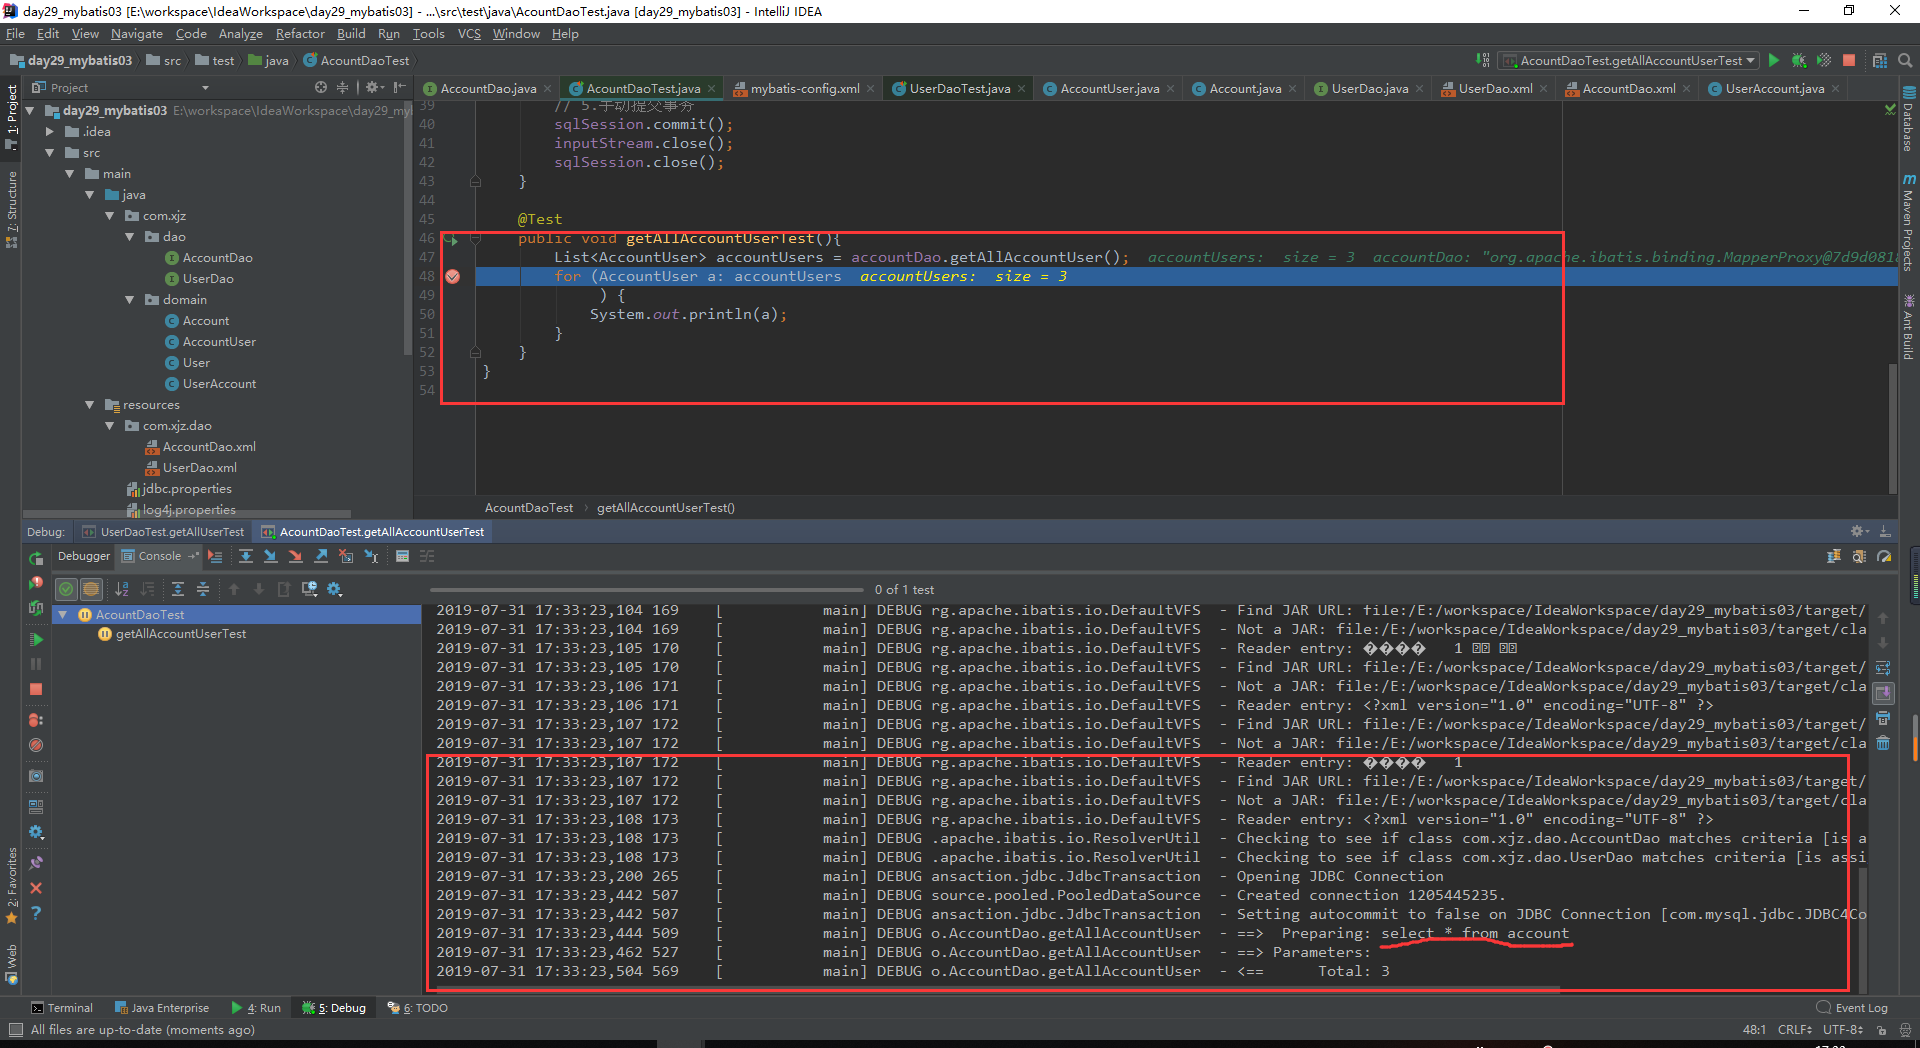 day29_mybatis03 [E:\workspace\IdeaWorkspace\day29_mybatis03] - ...\src\test\java\AcountDaoTest.java [day29_mybatis03] - IntelliJ IDEA
File Edit View Navigate Code Analyze Refactor Build Run Tools VCS Window Help
day29_mybatis03 src test java AcountDaoTest AcountDaoTest.getAllAccountUserTest
Project
AccountDao.java AcountDaoTest.java mybatis-config.xml UserDaoTest.java AccountUser.java Account.java UserDao.java UserDao.xml AccountDao.xml UserAccount.java
1: Project
7: Structure
2: Favorites
Web
Database
Maven Projects
Ant Build
day29_mybatis03 E:\workspace\IdeaWorkspace\day29_my
.idea
src
main
java
com.xjz
dao
AccountDao
UserDao
domain
Account
AccountUser
User
UserAccount
resources
com.xjz.dao
AccountDao.xml
UserDao.xml
jdbc.properties
log4j.properties
39 // 5.手动提交事务
40 sqlSession.commit();
41 inputStream.close();
42 sqlSession.close();
43 }
44
45 @Test
46 public void getAllAccountUserTest(){
47 List<AccountUser> accountUsers = accountDao.getAllAccountUser(); accountUsers: size = 3 accountDao: "org.apache.ibatis.binding.MapperProxy@7d9d0818
48 for (AccountUser a: accountUsers accountUsers: size = 3
49 ) {
50 System.out.println(a);
51 }
52 }
53 }
54
AcountDaoTest getAllAccountUserTest()
Debug: UserDaoTest.getAllUserTest AcountDaoTest.getAllAccountUserTest
Debugger Console
0 of 1 test
AcountDaoTest
getAllAccountUserTest
2019-07-31 17:33:23,104 169 [ main] DEBUG rg.apache.ibatis.io.DefaultVFS - Find JAR URL: file:/E:/workspace/IdeaWorkspace/day29_mybatis03/target/
2019-07-31 17:33:23,104 169 [ main] DEBUG rg.apache.ibatis.io.DefaultVFS - Not a JAR: file:/E:/workspace/IdeaWorkspace/day29_mybatis03/target/cla
2019-07-31 17:33:23,105 170 [ main] DEBUG rg.apache.ibatis.io.DefaultVFS - Reader entry: ���� 1
2019-07-31 17:33:23,105 170 [ main] DEBUG rg.apache.ibatis.io.DefaultVFS - Find JAR URL: file:/E:/workspace/IdeaWorkspace/day29_mybatis03/target/
2019-07-31 17:33:23,106 171 [ main] DEBUG rg.apache.ibatis.io.DefaultVFS - Not a JAR: file:/E:/workspace/IdeaWorkspace/day29_mybatis03/target/cla
2019-07-31 17:33:23,106 171 [ main] DEBUG rg.apache.ibatis.io.DefaultVFS - Reader entry: <?xml version="1.0" encoding="UTF-8" ?>
2019-07-31 17:33:23,107 172 [ main] DEBUG rg.apache.ibatis.io.DefaultVFS - Find JAR URL: file:/E:/workspace/IdeaWorkspace/day29_mybatis03/target/
2019-07-31 17:33:23,107 172 [ main] DEBUG rg.apache.ibatis.io.DefaultVFS - Not a JAR: file:/E:/workspace/IdeaWorkspace/day29_mybatis03/target/cla
2019-07-31 17:33:23,107 172 [ main] DEBUG rg.apache.ibatis.io.DefaultVFS - Reader entry: ���� 1
2019-07-31 17:33:23,107 172 [ main] DEBUG rg.apache.ibatis.io.DefaultVFS - Find JAR URL: file:/E:/workspace/IdeaWorkspace/day29_mybatis03/target/
2019-07-31 17:33:23,107 172 [ main] DEBUG rg.apache.ibatis.io.DefaultVFS - Not a JAR: file:/E:/workspace/IdeaWorkspace/day29_mybatis03/target/cla
2019-07-31 17:33:23,108 173 [ main] DEBUG rg.apache.ibatis.io.DefaultVFS - Reader entry: <?xml version="1.0" encoding="UTF-8" ?>
2019-07-31 17:33:23,108 173 [ main] DEBUG .apache.ibatis.io.ResolverUtil - Checking to see if class com.xjz.dao.AccountDao matches criteria [is a
2019-07-31 17:33:23,108 173 [ main] DEBUG .apache.ibatis.io.ResolverUtil - Checking to see if class com.xjz.dao.UserDao matches criteria [is assi
2019-07-31 17:33:23,200 265 [ main] DEBUG ansaction.jdbc.JdbcTransaction - Opening JDBC Connection
2019-07-31 17:33:23,442 507 [ main] DEBUG source.pooled.PooledDataSource - Created connection 1205445235.
2019-07-31 17:33:23,442 507 [ main] DEBUG ansaction.jdbc.JdbcTransaction - Setting autocommit to false on JDBC Connection [com.mysql.jdbc.JDBC4Co
2019-07-31 17:33:23,444 509 [ main] DEBUG o.AccountDao.getAllAccountUser - ==> Preparing: select * from account
2019-07-31 17:33:23,462 527 [ main] DEBUG o.AccountDao.getAllAccountUser - ==> Parameters:
2019-07-31 17:33:23,504 569 [ main] DEBUG o.AccountDao.getAllAccountUser - <== Total: 3
Terminal Java Enterprise 4: Run 5: Debug 6: TODO Event Log
All files are up-to-date (moments ago) 48:1 CRLF UTF-8